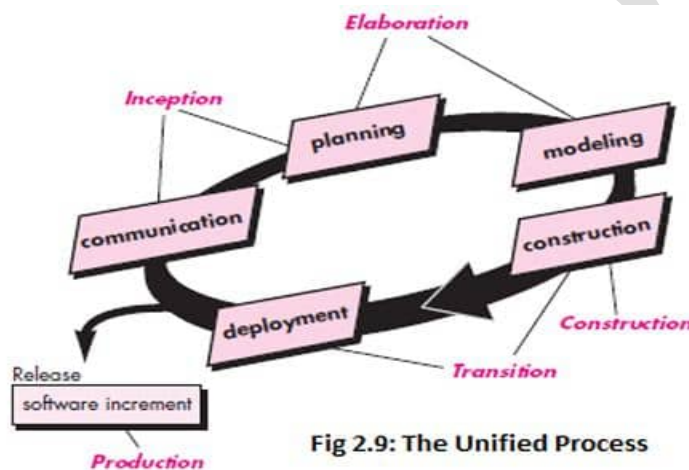 Elaboration
Inception
planning
modeling
communication
construction
deployment
Construction
Transition
Release
software increment
Production
Fig 2.9: The Unified Process